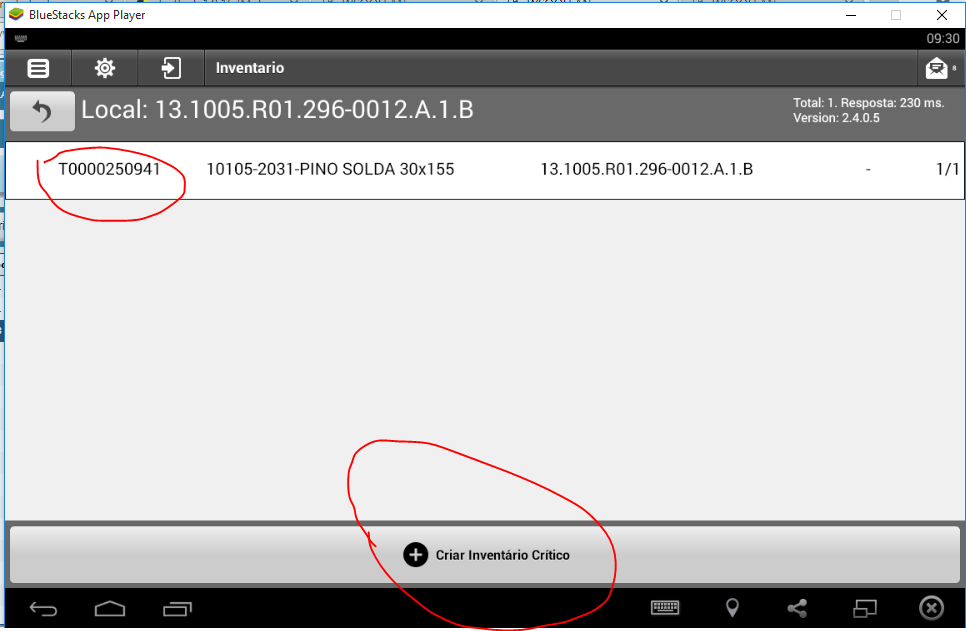 BlueStacks App Player
09:30
Inventario
8
Local: 13.1005.R01.296-0012.A.1.B
Total: 1. Resposta: 230 ms.
Version: 2.4.0.5
T0000250941 10105-2031-PINO SOLDA 30x155 13.1005.R01.296-0012.A.1.B - 1/1
Criar Inventário Crítico